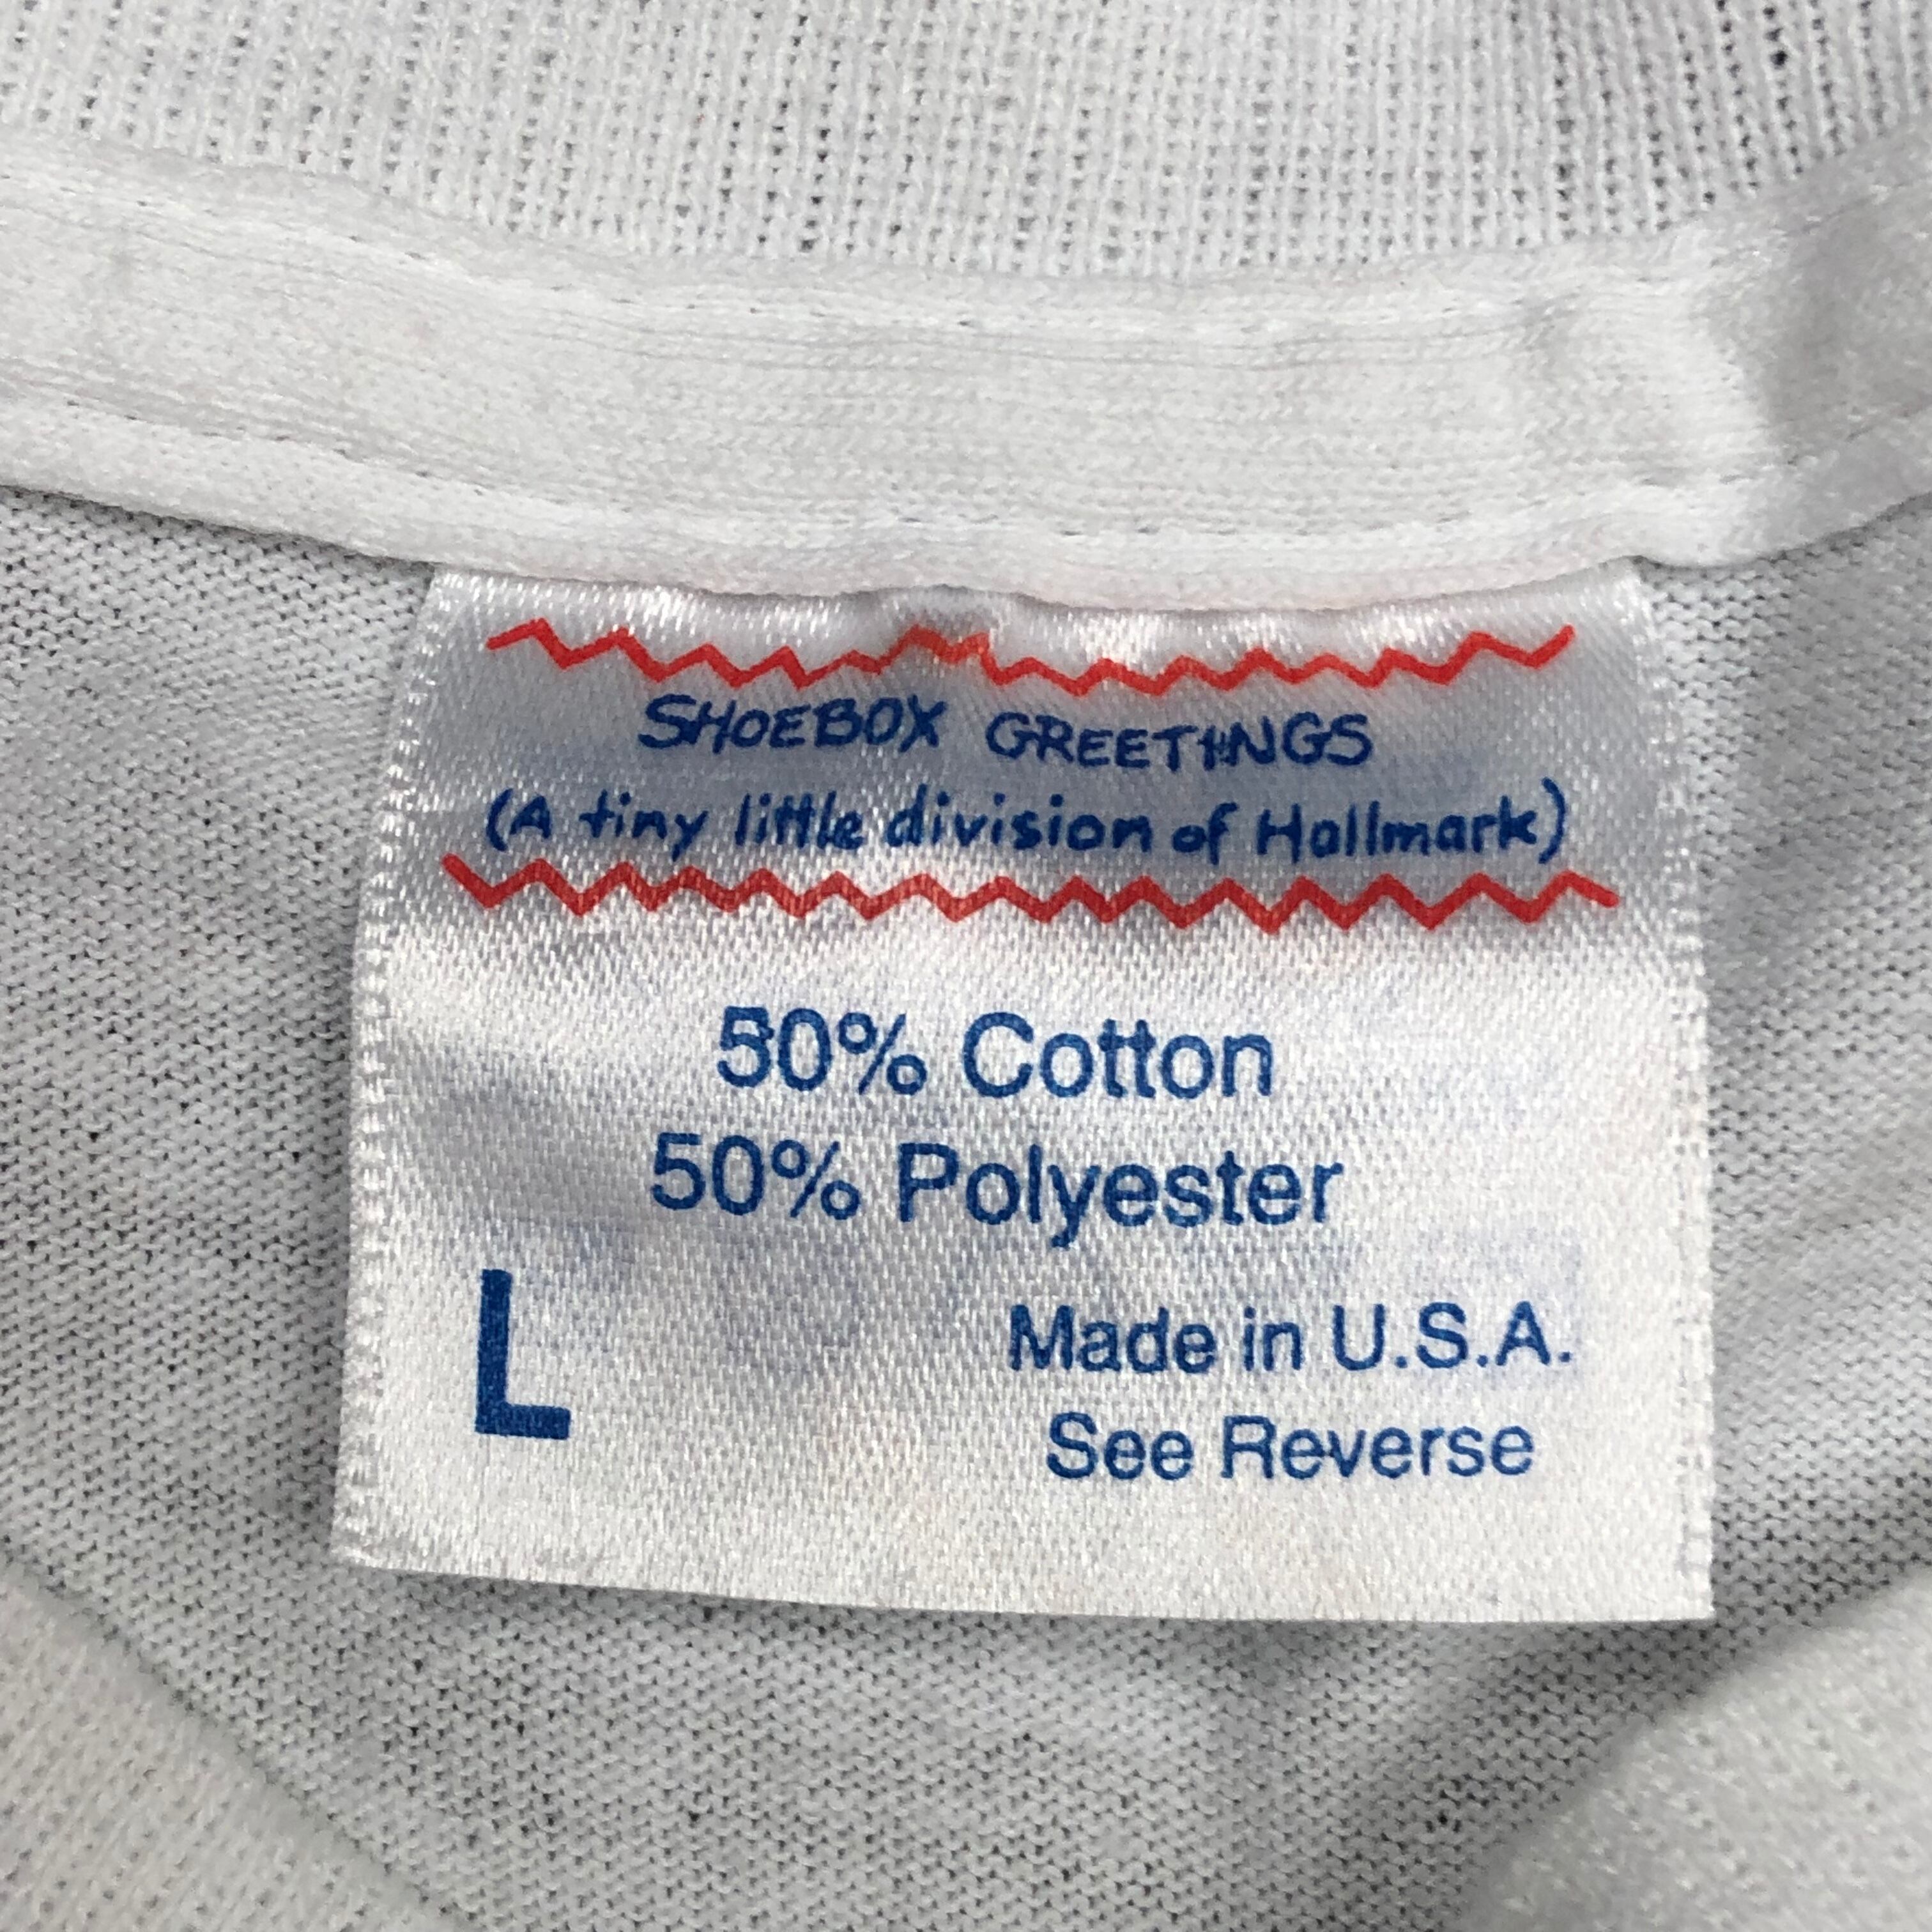 SHOEBOX GREETINGS
(A tiny little division of Hallmark)
50% Cotton
50% Polyester
L
Made in U.S.A.
See Reverse